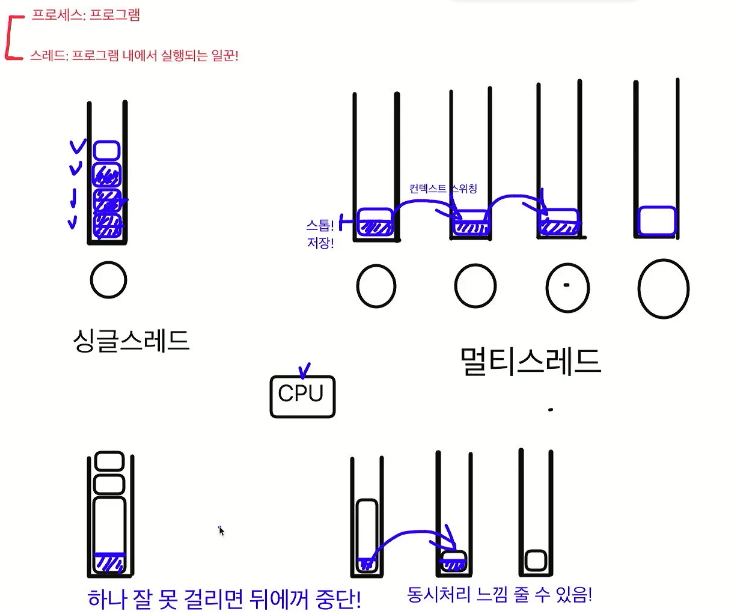 프로세스: 프로그램
스레드: 프로그램 내에서 실행되는 일꾼!
컨텍스트 스위칭
스톱!
저장!
싱글스레드
멀티스레드
CPU
하나 잘 못 걸리면 뒤에꺼 중단!
동시처리 느낌 줄 수 있음!